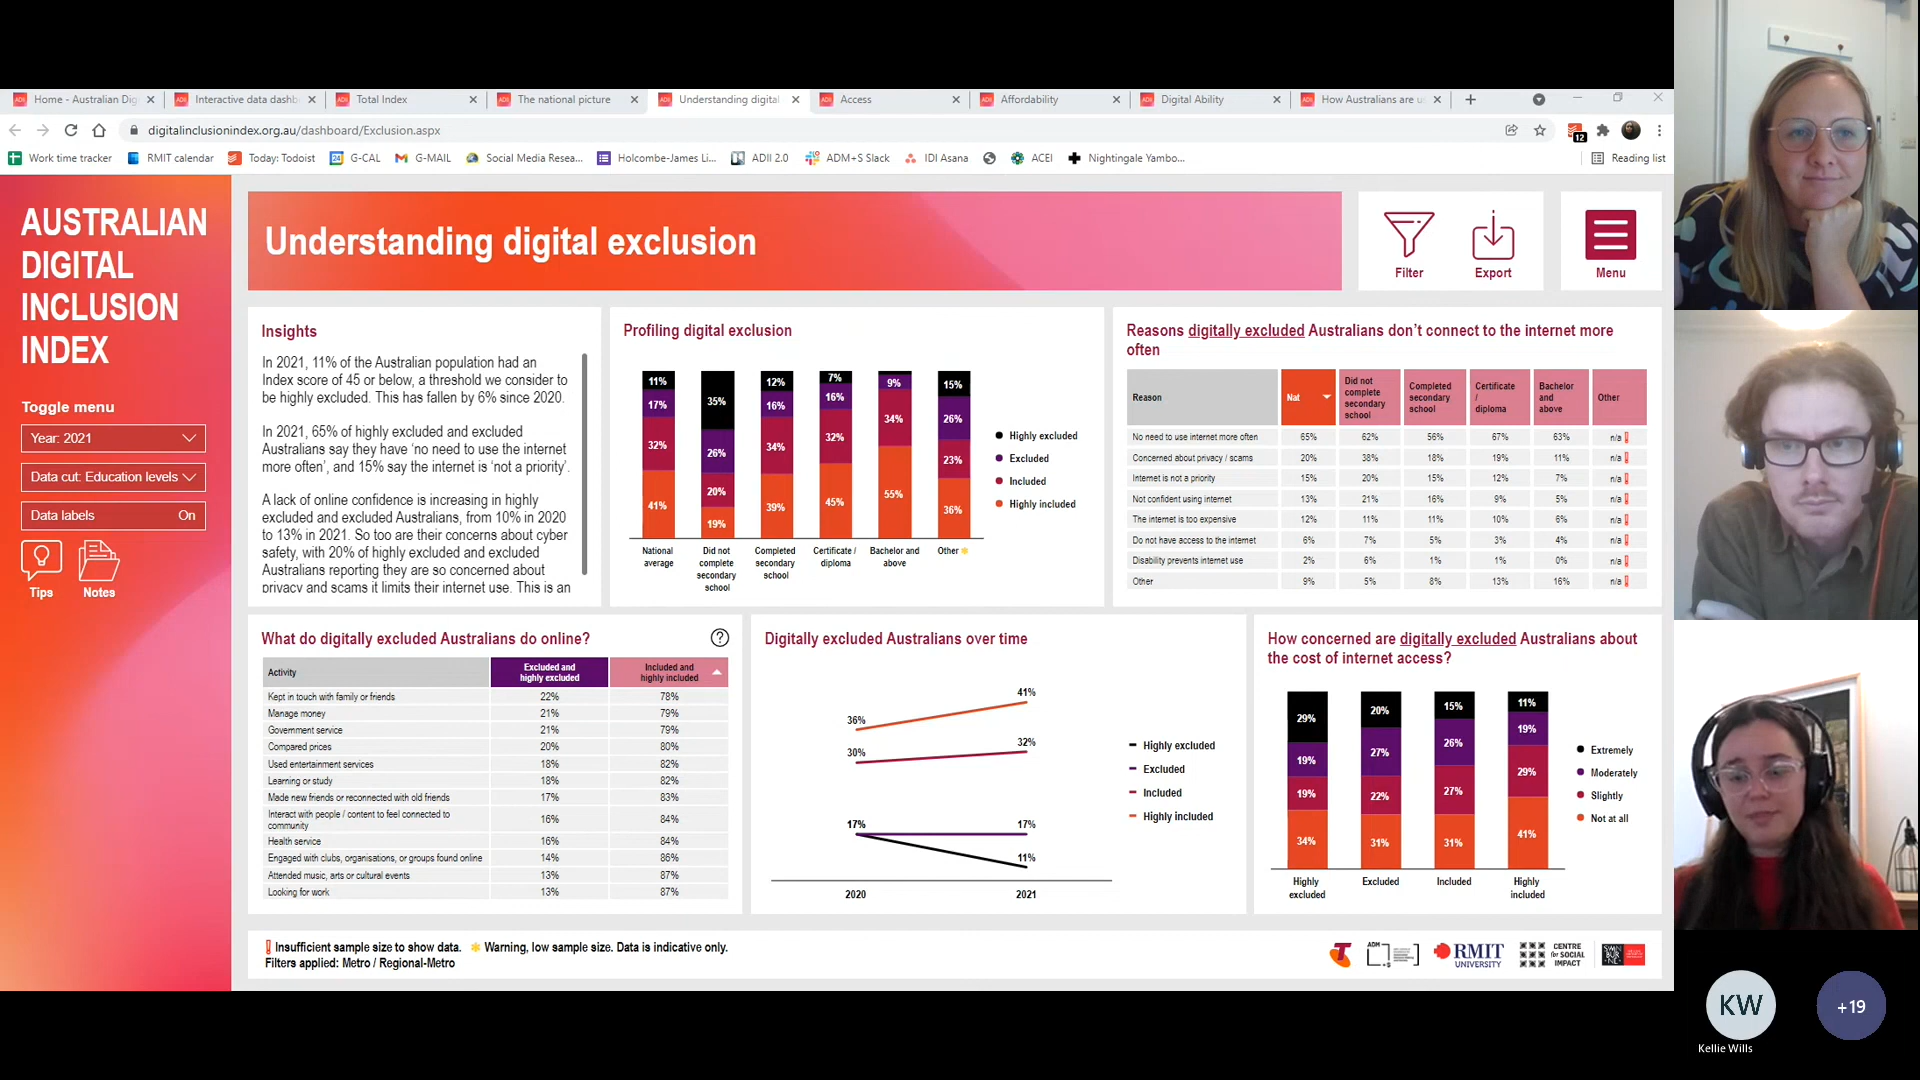 Home - Australian Dig
Interactive data dashb
Total Index
The national picture
Understanding digital
Access
Affordability
Digital Ability
How Australians are u
digitalinclusionindex.org.au/dashboard/Exclusion.aspx
12
Work time tracker
RMIT calendar
Today: Todoist
G-CAL
G-MAIL
Social Media Resea...
Holcombe-James Li...
ADII 2.0
ADM+S Slack
IDI Asana
ACEI
Nightingale Yambo...
Reading list
AUSTRALIAN
DIGITAL
INCLUSION
INDEX
Toggle menu
Year: 2021
Data cut: Education levels
Data labels On
Tips Notes
Understanding digital exclusion
Filter
Export
Menu
Insights
In 2021, 11% of the Australian population had an
Index score of 45 or below, a threshold we consider to
be highly excluded. This has fallen by 6% since 2020.
In 2021, 65% of highly excluded and excluded
Australians say they have ‘no need to use the internet
more often’, and 15% say the internet is ‘not a priority’.
A lack of online confidence is increasing in highly
excluded and excluded Australians, from 10% in 2020
to 13% in 2021. So too are their concerns about cyber
safety, with 20% of highly excluded and excluded
Australians reporting they are so concerned about
privacy and scams it limits their internet use. This is an
Profiling digital exclusion
11% 35% 12% 7% 9% 15%
17% 26% 16% 16% 34% 26%
32% 20% 34% 32% 55% 23%
41% 19% 39% 45% 36%
National average
Did not complete secondary school
Completed secondary school
Certificate / diploma
Bachelor and above
Other
Highly excluded
Excluded
Included
Highly included
Reasons digitally excluded Australians don’t connect to the internet more
often
Reason Nat Did not complete secondary school Completed secondary school Certificate / diploma Bachelor and above Other
No need to use internet more often 65% 62% 56% 67% 63% n/a
Concerned about privacy / scams 20% 38% 18% 19% 11% n/a
Internet is not a priority 15% 20% 15% 12% 7% n/a
Not confident using internet 13% 21% 16% 9% 5% n/a
The internet is too expensive 12% 11% 11% 10% 6% n/a
Do not have access to the internet 6% 7% 5% 3% 4% n/a
Disability prevents internet use 2% 6% 1% 1% 0% n/a
Other 9% 5% 8% 13% 16% n/a
What do digitally excluded Australians do online? ?
Activity Excluded and highly excluded Included and highly included
Kept in touch with family or friends 22% 78%
Manage money 21% 79%
Government service 21% 79%
Compared prices 20% 80%
Used entertainment services 18% 82%
Learning or study 18% 82%
Made new friends or reconnected with old friends 17% 83%
Interact with people / content to feel connected to
community 16% 84%
Health service 16% 84%
Engaged with clubs, organisations, or groups found online 14% 86%
Attended music, arts or cultural events 13% 87%
Looking for work 13% 87%
Digitally excluded Australians over time
36% 41%
30% 32%
17% 17%
11%
2020 2021
Highly excluded
Excluded
Included
Highly included
How concerned are digitally excluded Australians about
the cost of internet access?
29% 20% 15% 11%
19% 27% 26% 19%
19% 22% 27% 29%
34% 31% 31% 41%
Highly excluded
Excluded
Included
Highly included
Extremely
Moderately
Slightly
Not at all
Insufficient sample size to show data. Warning, low sample size. Data is indicative only.
Filters applied: Metro / Regional-Metro
RMIT
UNIVERSITY
CENTRE
for SOCIAL
IMPACT
SWIN
BUR
NE
KW
+19
Kellie Wills